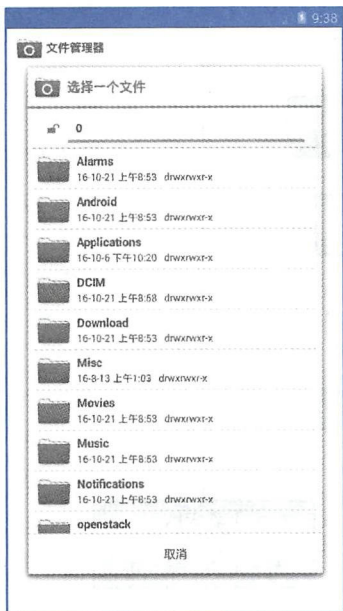 9:38
文件管理器
选择一个文件
0
Alarms
16-10-21 上午8:53 drwxrwxr-x
Android
16-10-21 上午8:53 drwxrwxr-x
Applications
16-10-6 下午10:20 drwxrwxr-x
DCIM
16-10-21 上午8:58 drwxrwxr-x
Download
16-10-21 上午8:53 drwxrwxr-x
Misc
16-8-13 上午1:03 drwxrwxr-x
Movies
16-10-21 上午8:53 drwxrwxr-x
Music
16-10-21 上午8:53 drwxrwxr-x
Notifications
16-10-21 上午8:53 drwxrwxr-x
openstack
取消